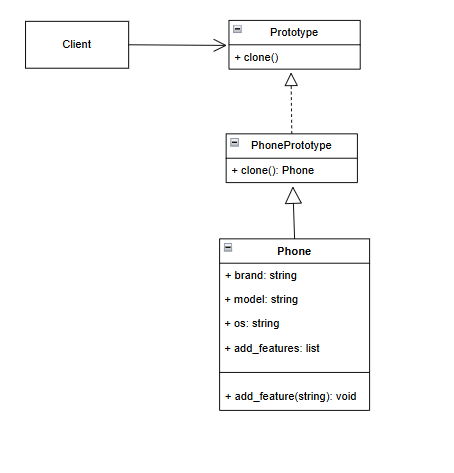 Client
Prototype
+ clone()
PhonePrototype
+ clone(): Phone
Phone
+ brand: string
+ model: string
+ os: string
+ add_features: list
+ add_feature(string): void